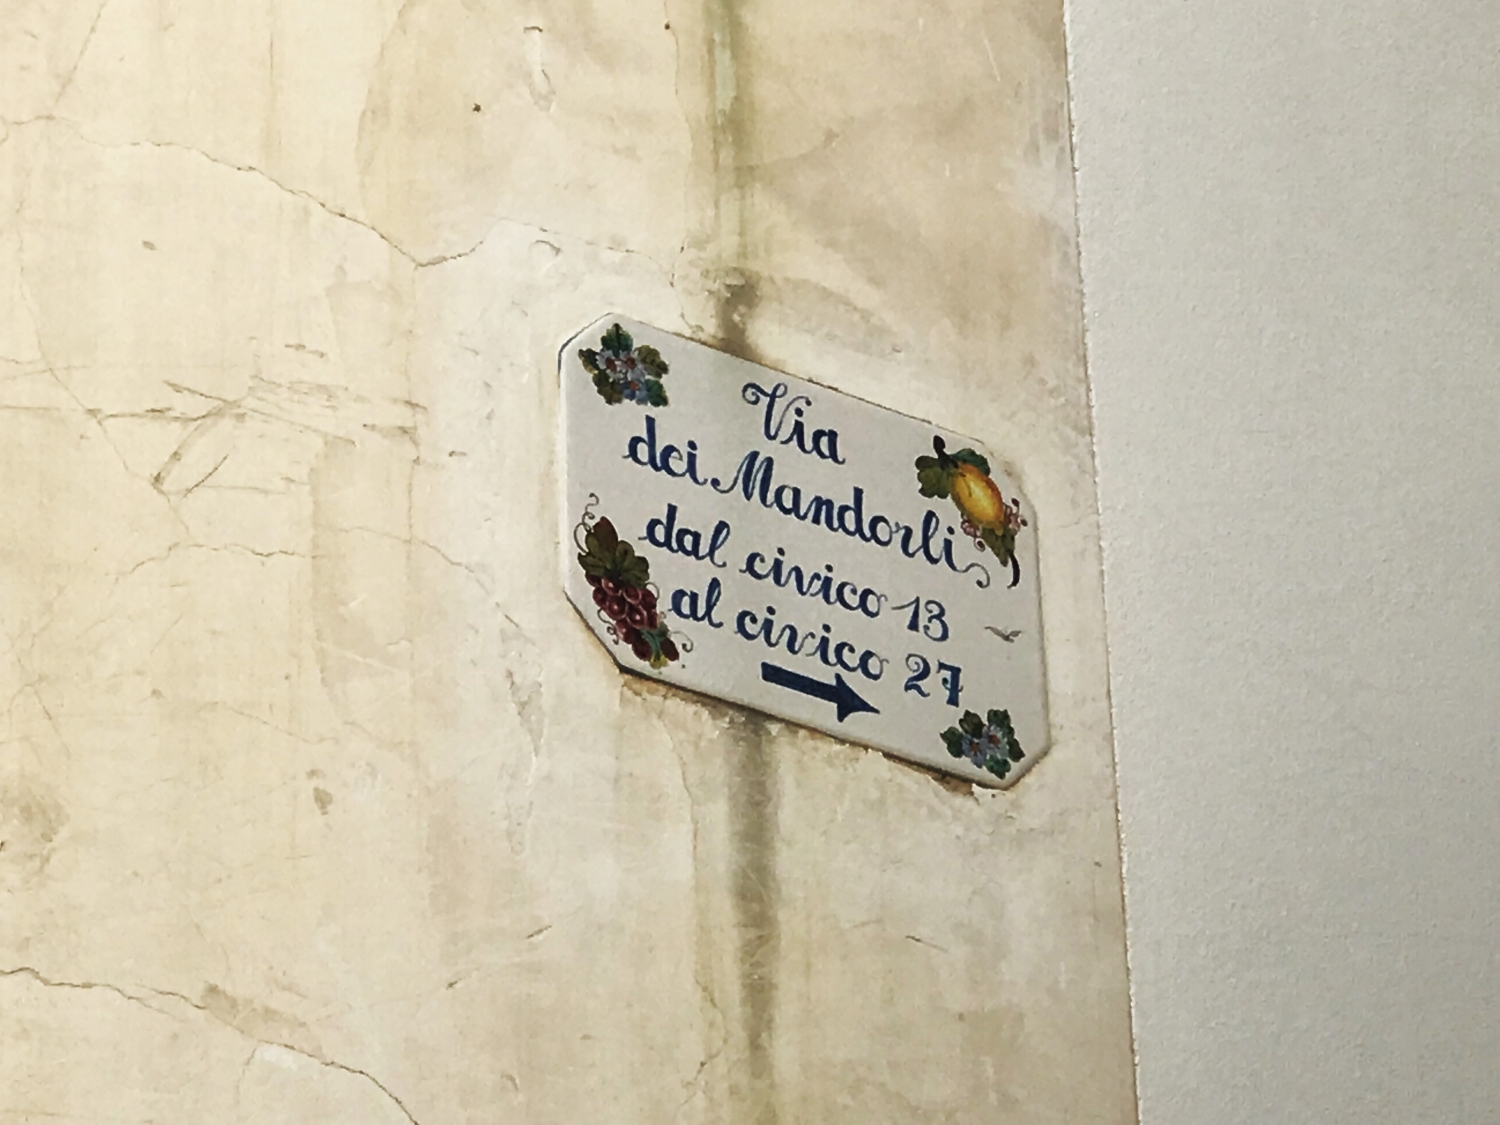 Via
dei Mandorli
dal civico 13
al civico 27